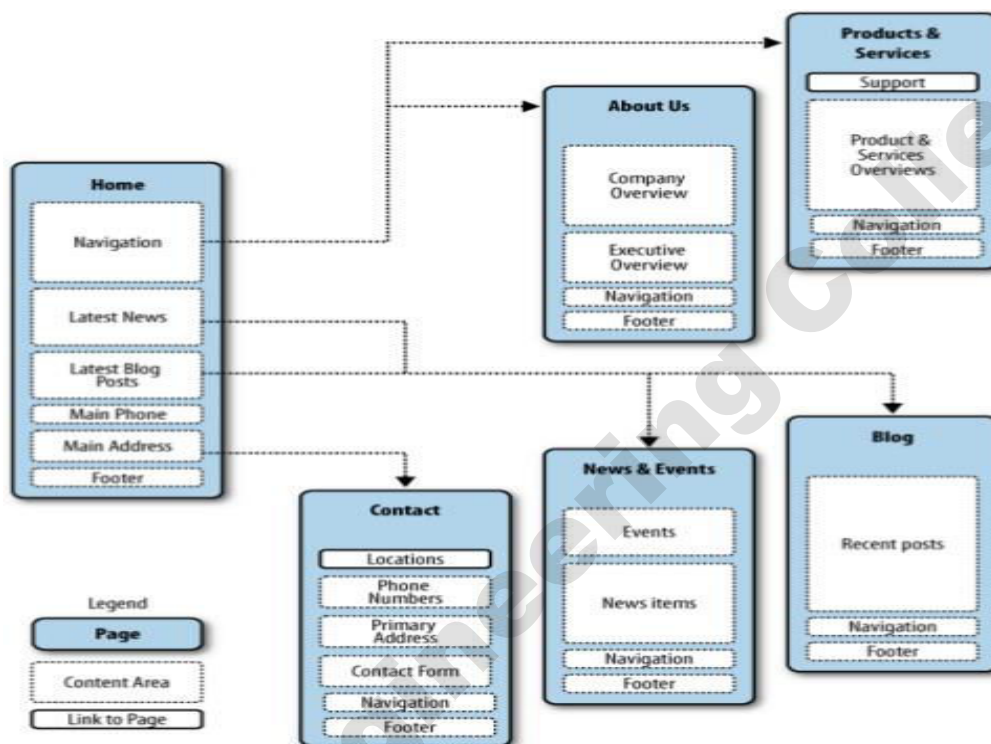 Products &
Services
Support
Product &
Services
Overviews
Navigation
Footer
About Us
Company
Overview
Executive
Overview
Navigation
Footer
Home
Navigation
Latest News
Latest Blog
Posts
Main Phone
Main Address
Footer
Contact
Locations
Phone
Numbers
Primary
Address
Contact Form
Navigation
Footer
News & Events
Events
News items
Navigation
Footer
Blog
Recent posts
Navigation
Footer
Legend
Page
Content Area
Link to Page